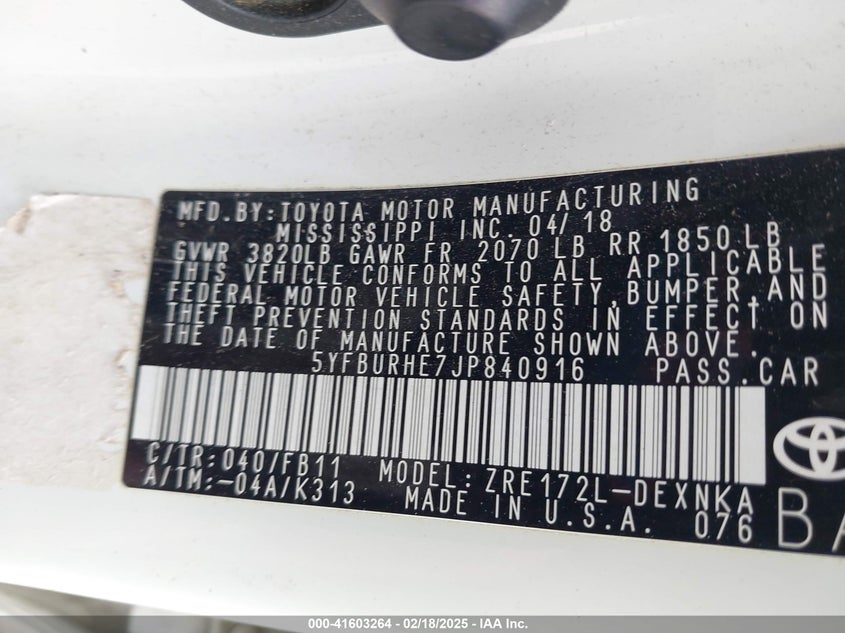 MFD.BY:TOYOTA MOTOR MANUFACTURING
MISSISSIPPI INC. 04/18
GVWR 3820LB GAWR FR 2070 LB RR 1850 LB
THIS VEHICLE CONFORMS TO ALL APPLICABLE
FEDERAL MOTOR VEHICLE SAFETY,BUMPER,AND
THEFT PREVENTION STANDARDS IN EFFECT ON
THE DATE OF MANUFACTURE SHOWN ABOVE.
5YFBURHE7JP840916 PASS.CAR
C/TR:040/FB11 MODEL:ZRE172L-DEXNKA
A/TM:-04A/K313 MADE IN U.S.A. 076
000-41603264 - 02/18/2025 - IAA Inc.